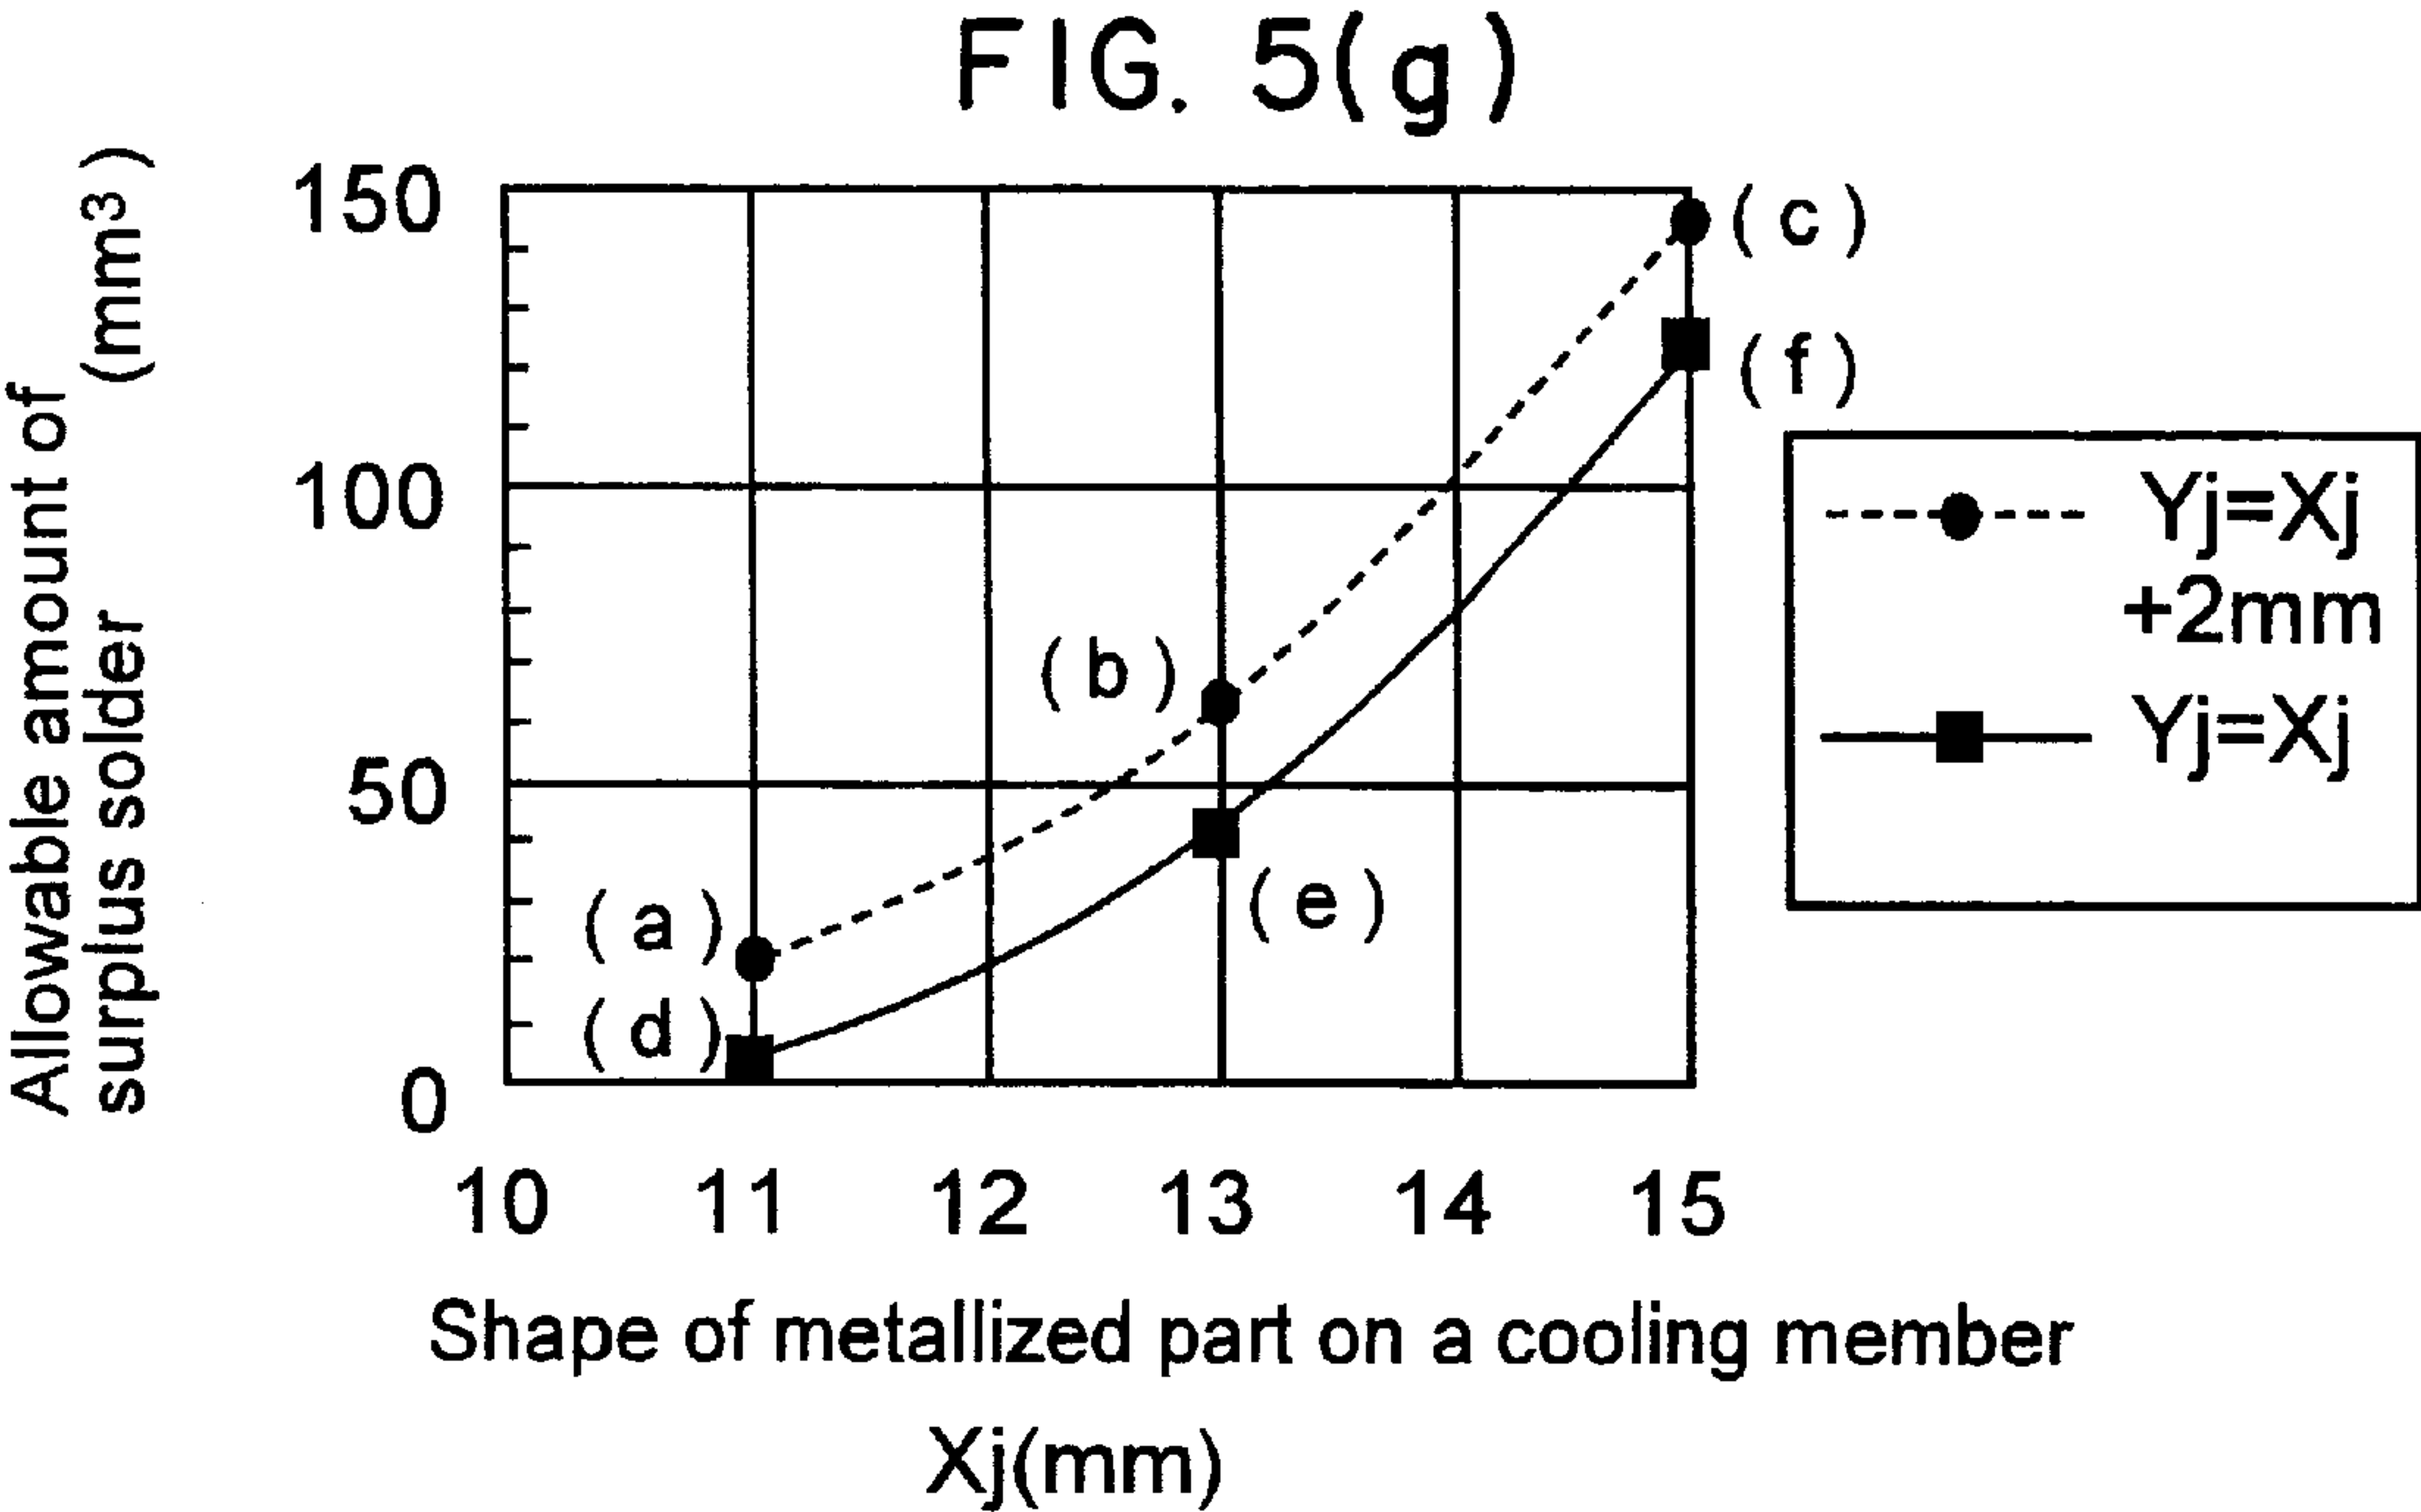 FIG. 5(g)
Allowable amount of
surplus solder
(mm³)
150
100
50
0
(a)
(b)
(c)
(d)
(e)
(f)
Yj=Xj
+2mm
Yj=Xj
10 11 12 13 14 15
Shape of metallized part on a cooling member
Xj(mm)